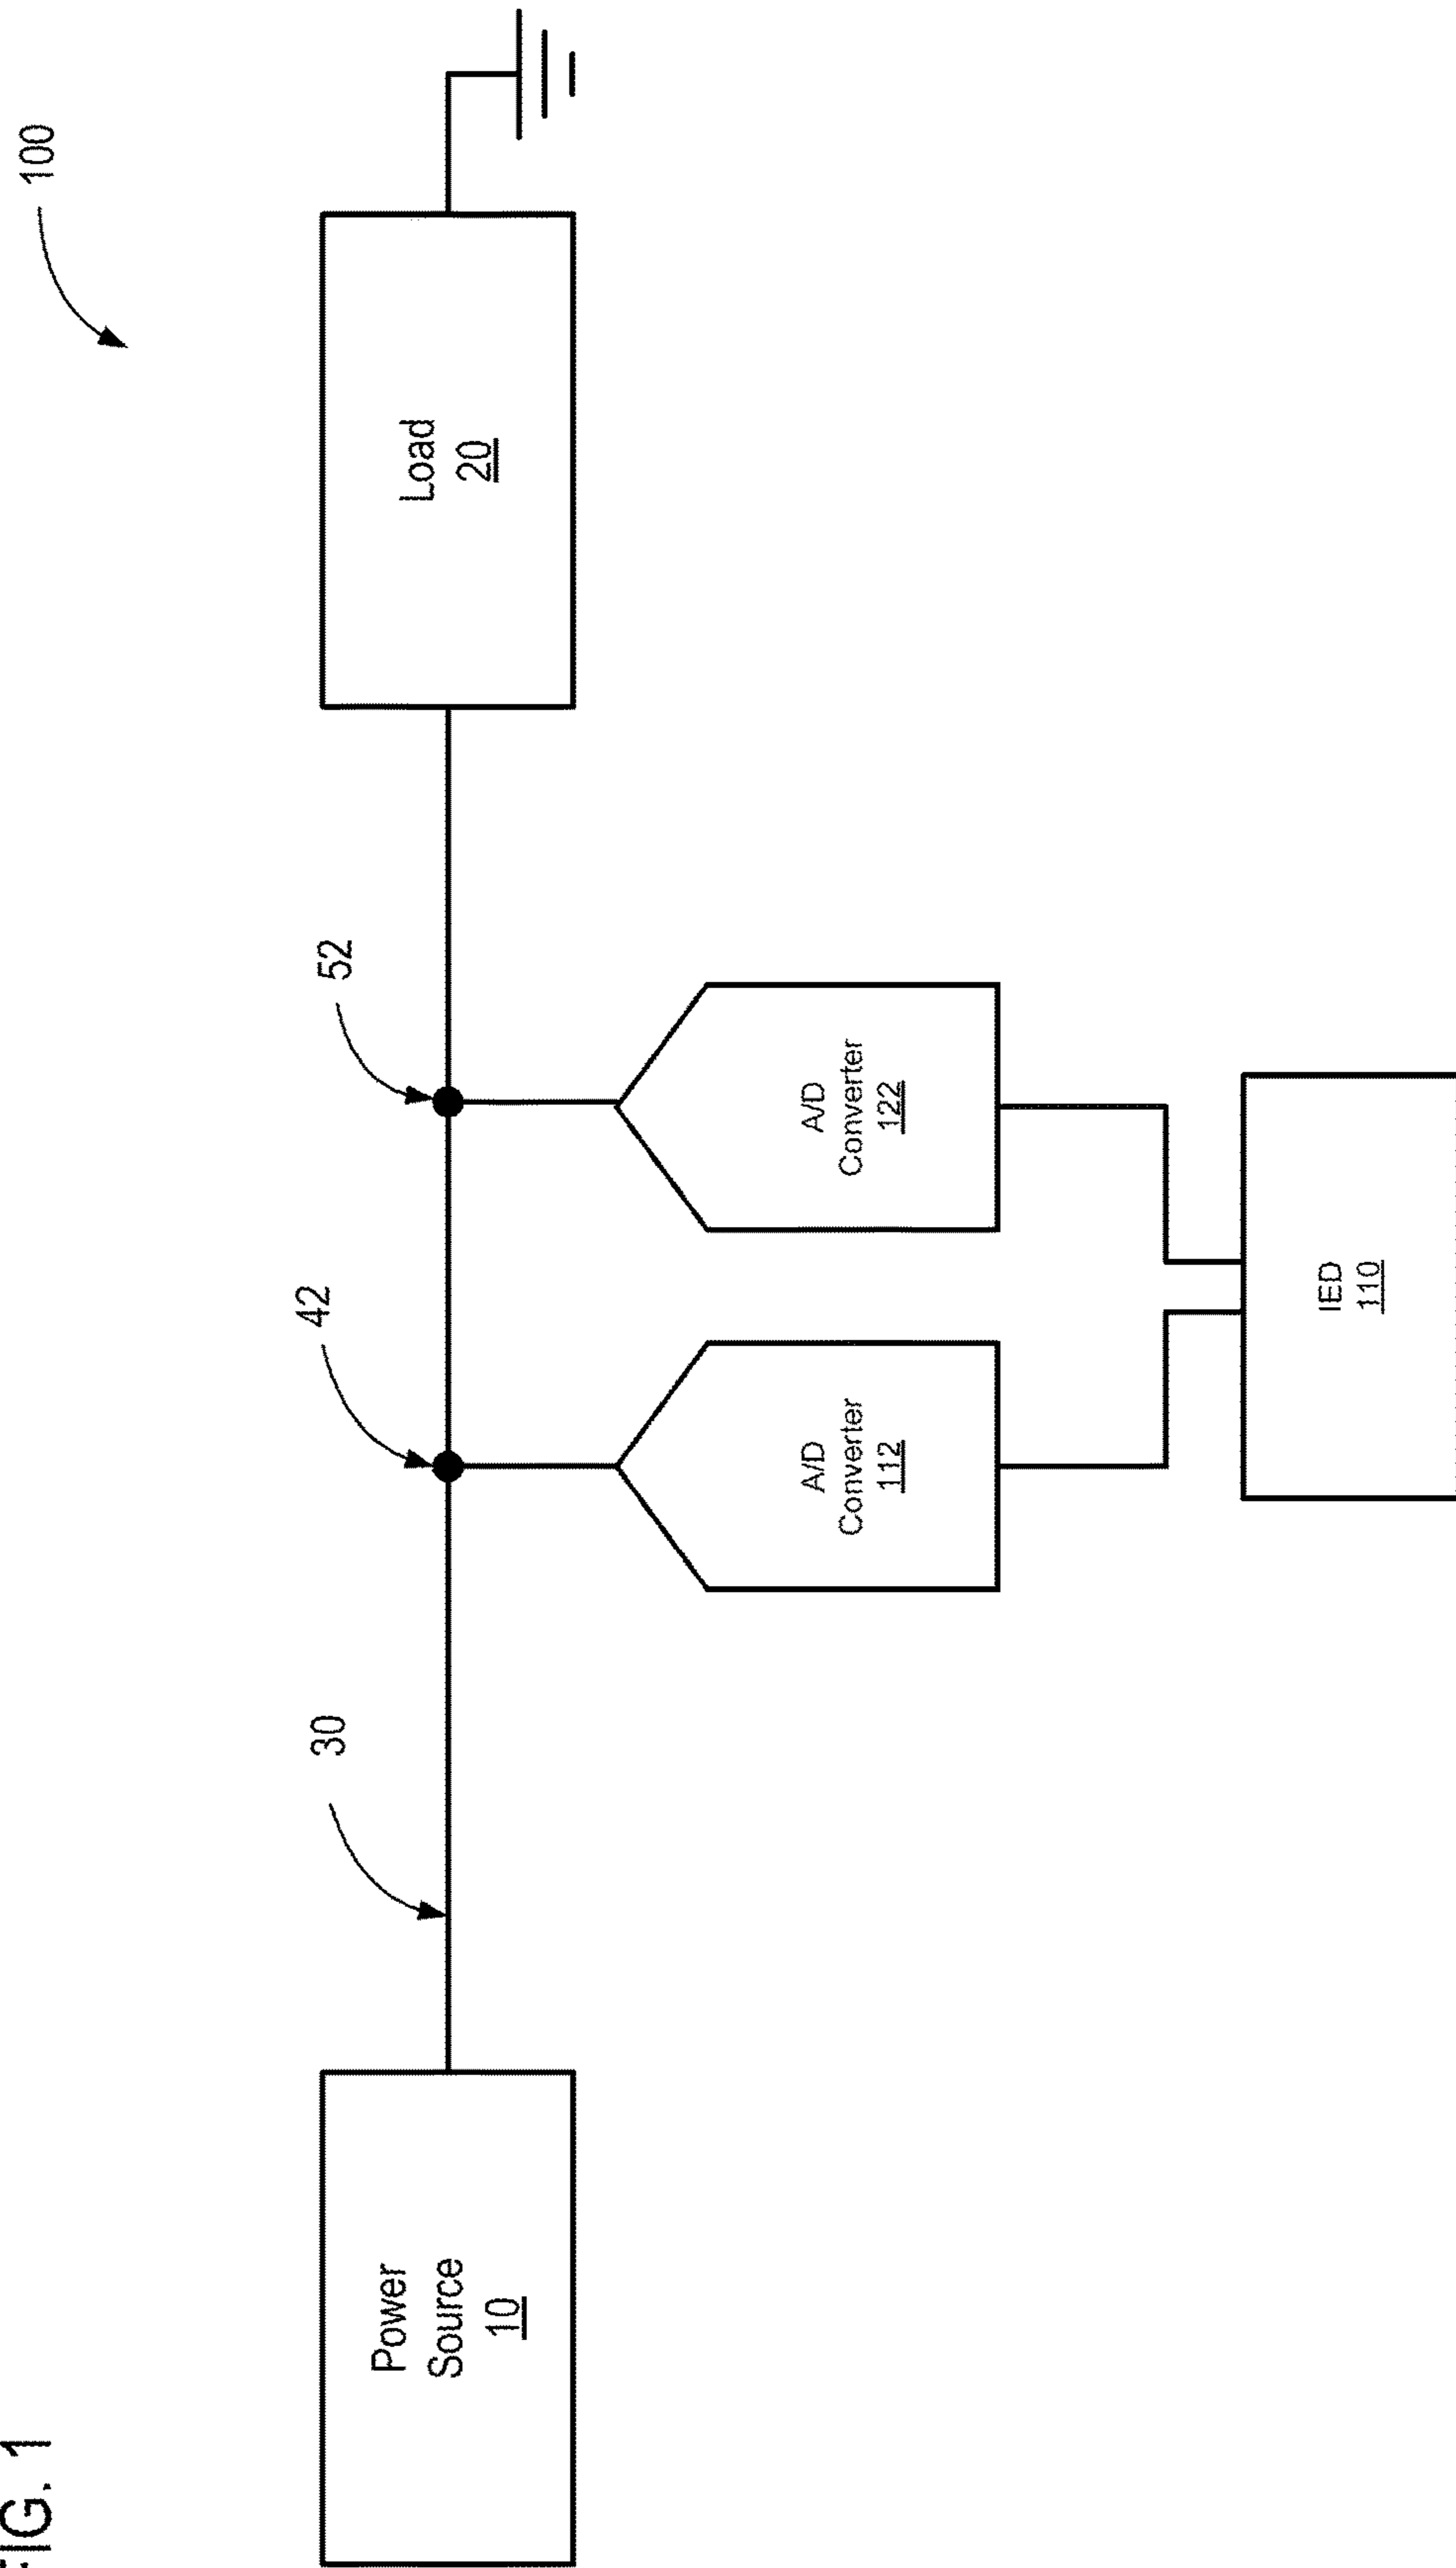 FIG. 1
100
Power
Source
10
30
42
52
Load
20
A/D
Converter
112
A/D
Converter
122
IED
110